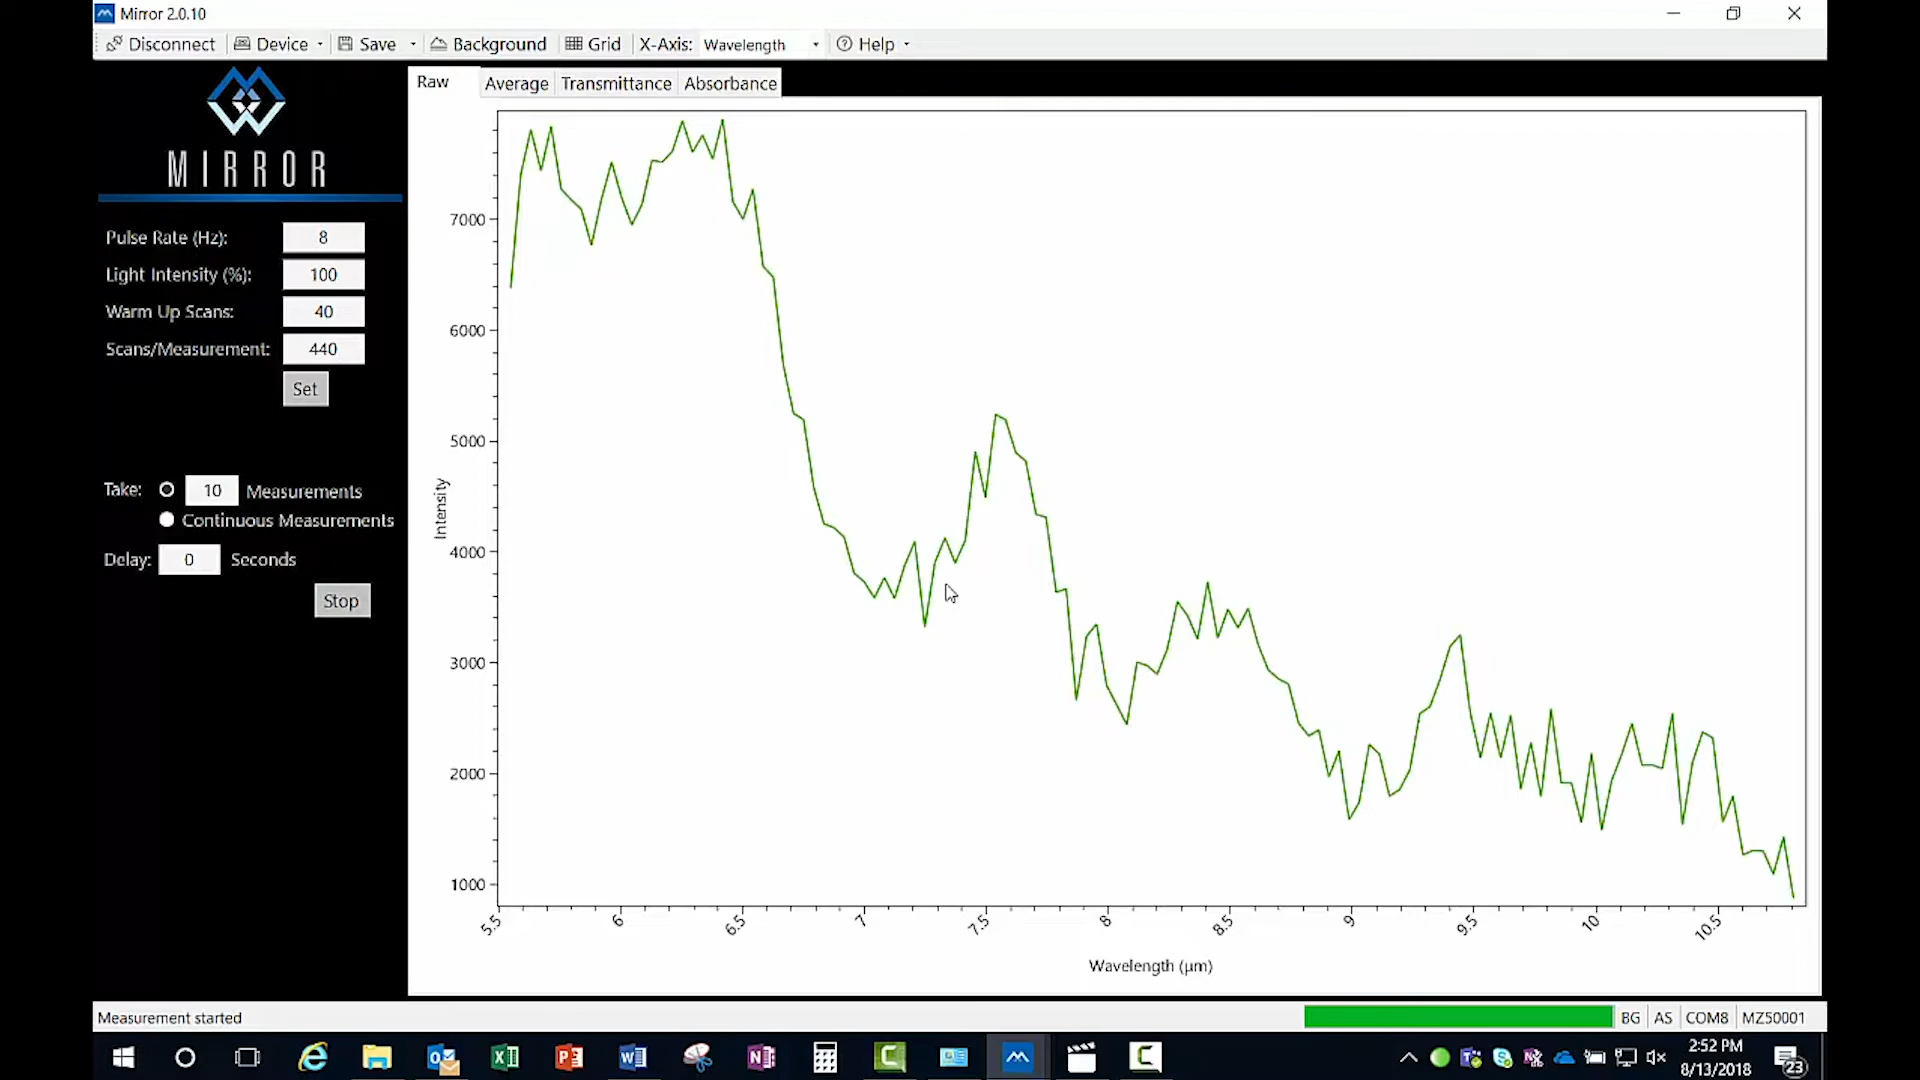 Mirror 2.0.10
Disconnect Device Save Background Grid X-Axis: Wavelength Help
MIRROR
Raw Average Transmittance Absorbance
Pulse Rate (Hz): 8
Light Intensity (%): 100
Warm Up Scans: 40
Scans/Measurement: 440
Set
Take: 10 Measurements
Continuous Measurements
Delay: 0 Seconds
Stop
Intensity
7000
6000
5000
4000
3000
2000
1000
5.5 6 6.5 7 7.5 8 8.5 9 9.5 10 10.5
Wavelength (µm)
Measurement started BG AS COM8 MZ50001
2:52 PM
8/13/2018
23